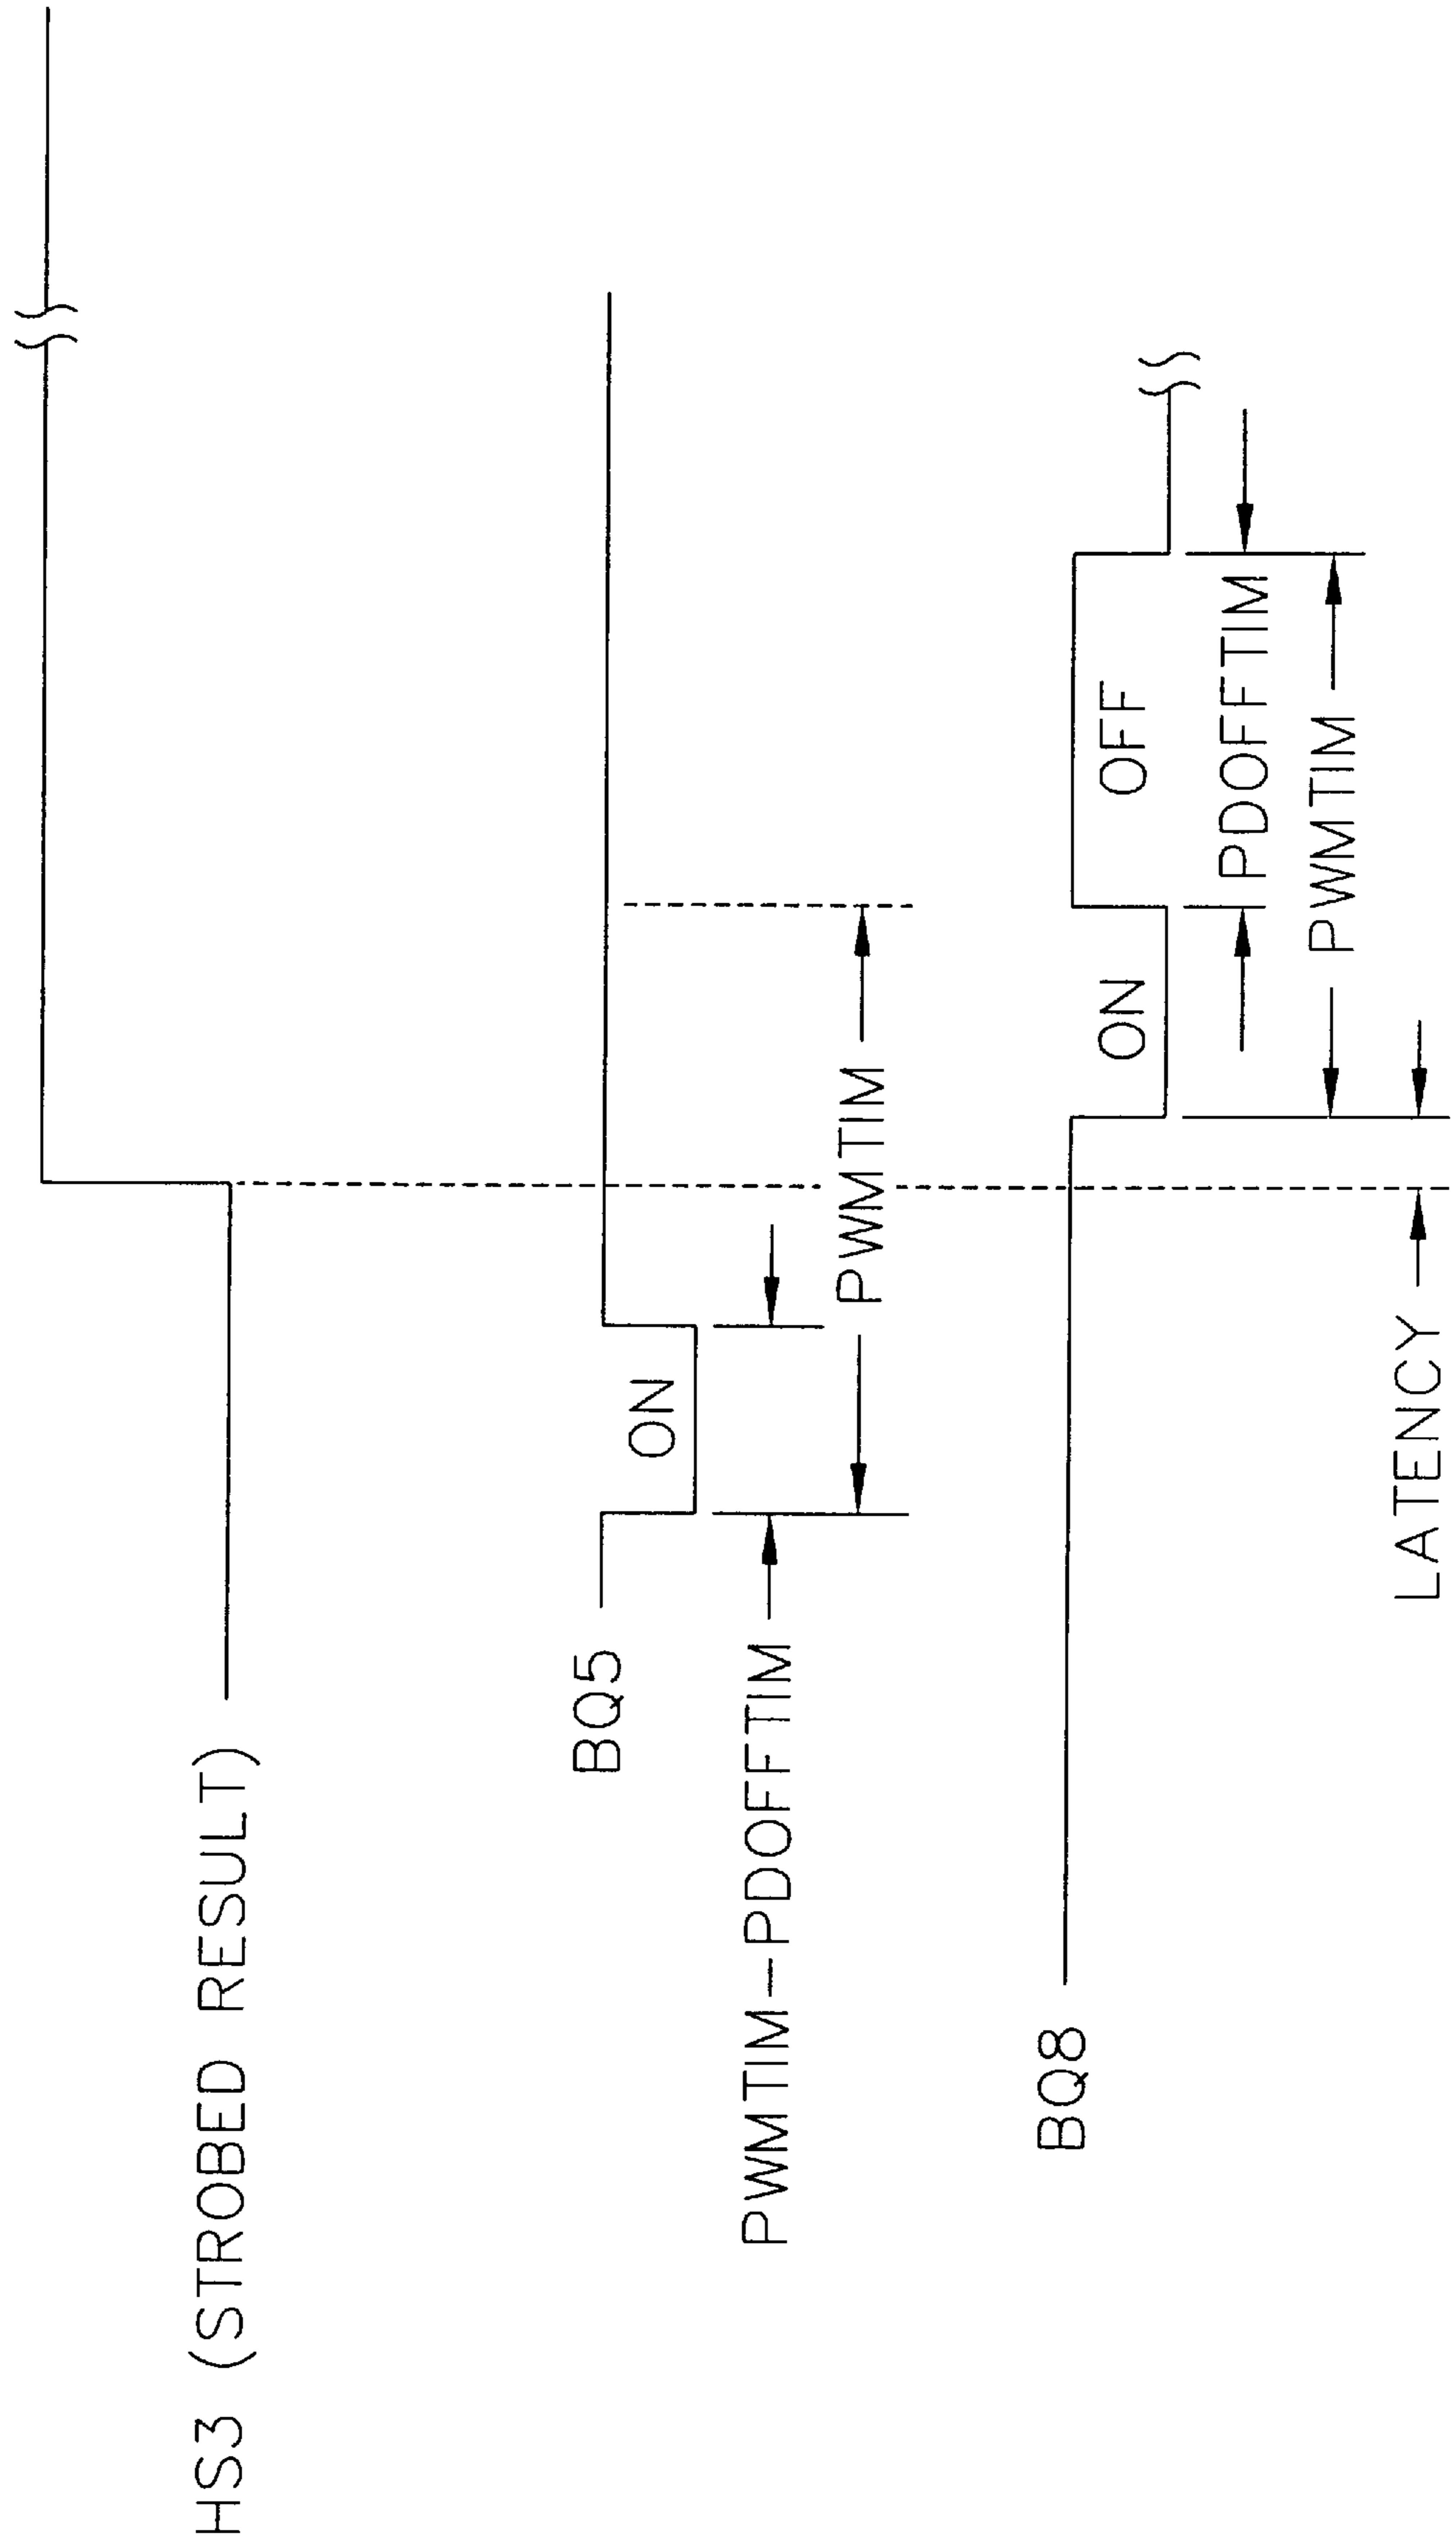 HS3 (STROBED RESULT)
BQ5
ON
PWMTIM-PDOFFTIM
PWMTIM
BQ8
ON
OFF
PDOFFTIM
PWMTIM
LATENCY